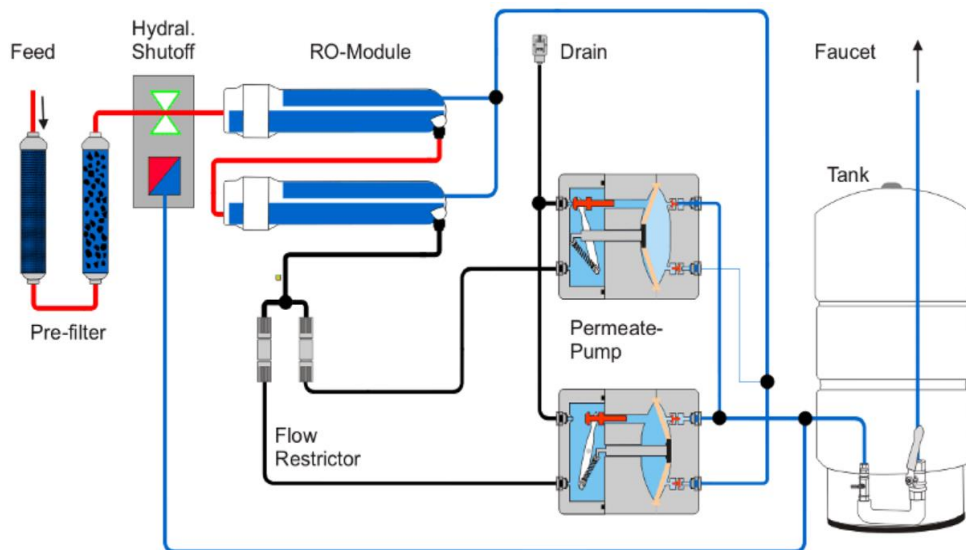 Feed
Hydral.
Shutoff
RO-Module
Drain
Faucet
Tank
Pre-filter
Permeate-
Pump
Flow
Restrictor